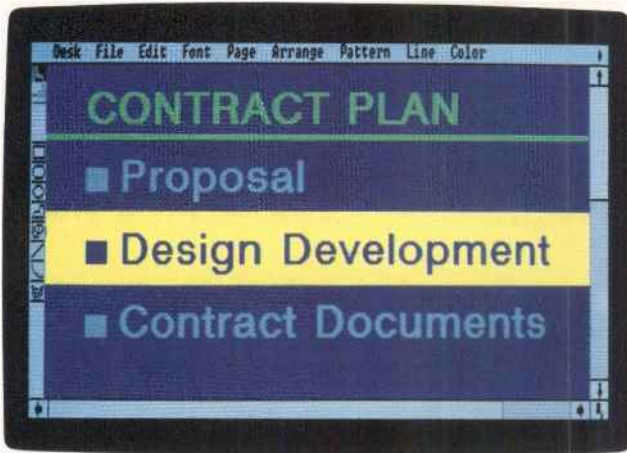 Desk File Edit Font Page Arrange Pattern Line Color
CONTRACT PLAN
Proposal
Design Development
Contract Documents